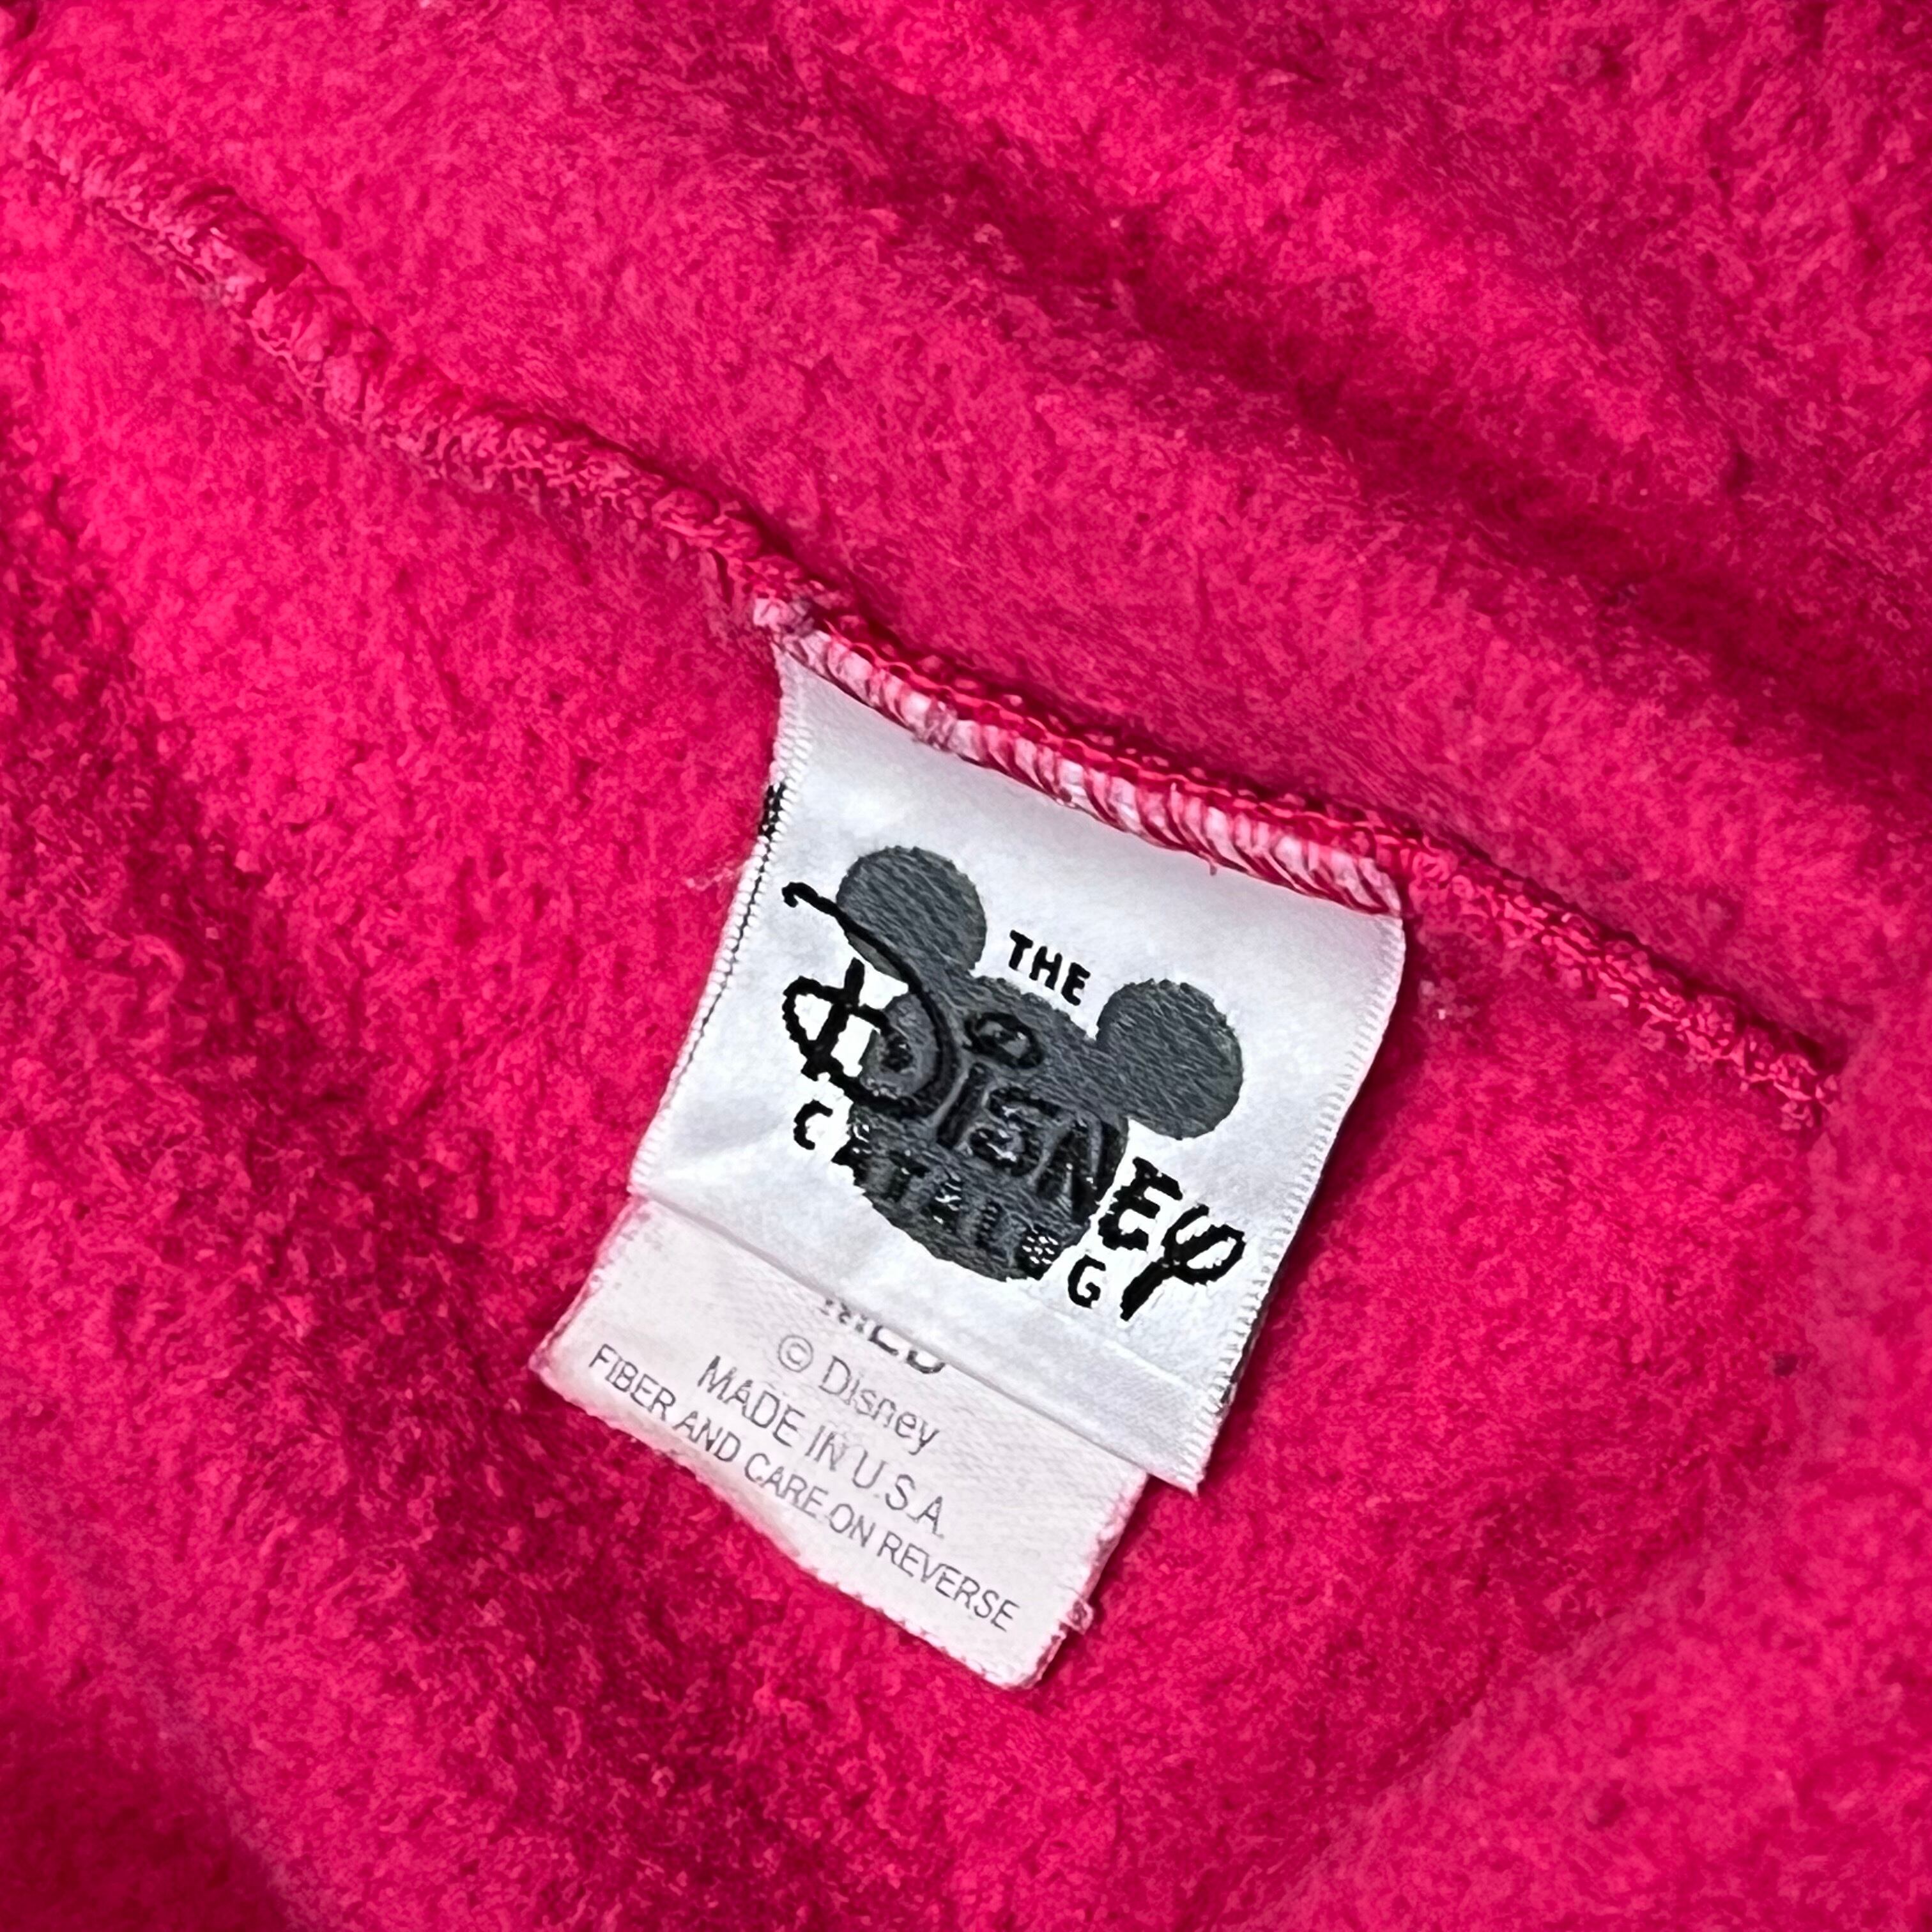 THE
Disney
CATALOG
© Disney
MADE IN U.S.A.
FIBER AND CARE ON REVERSE